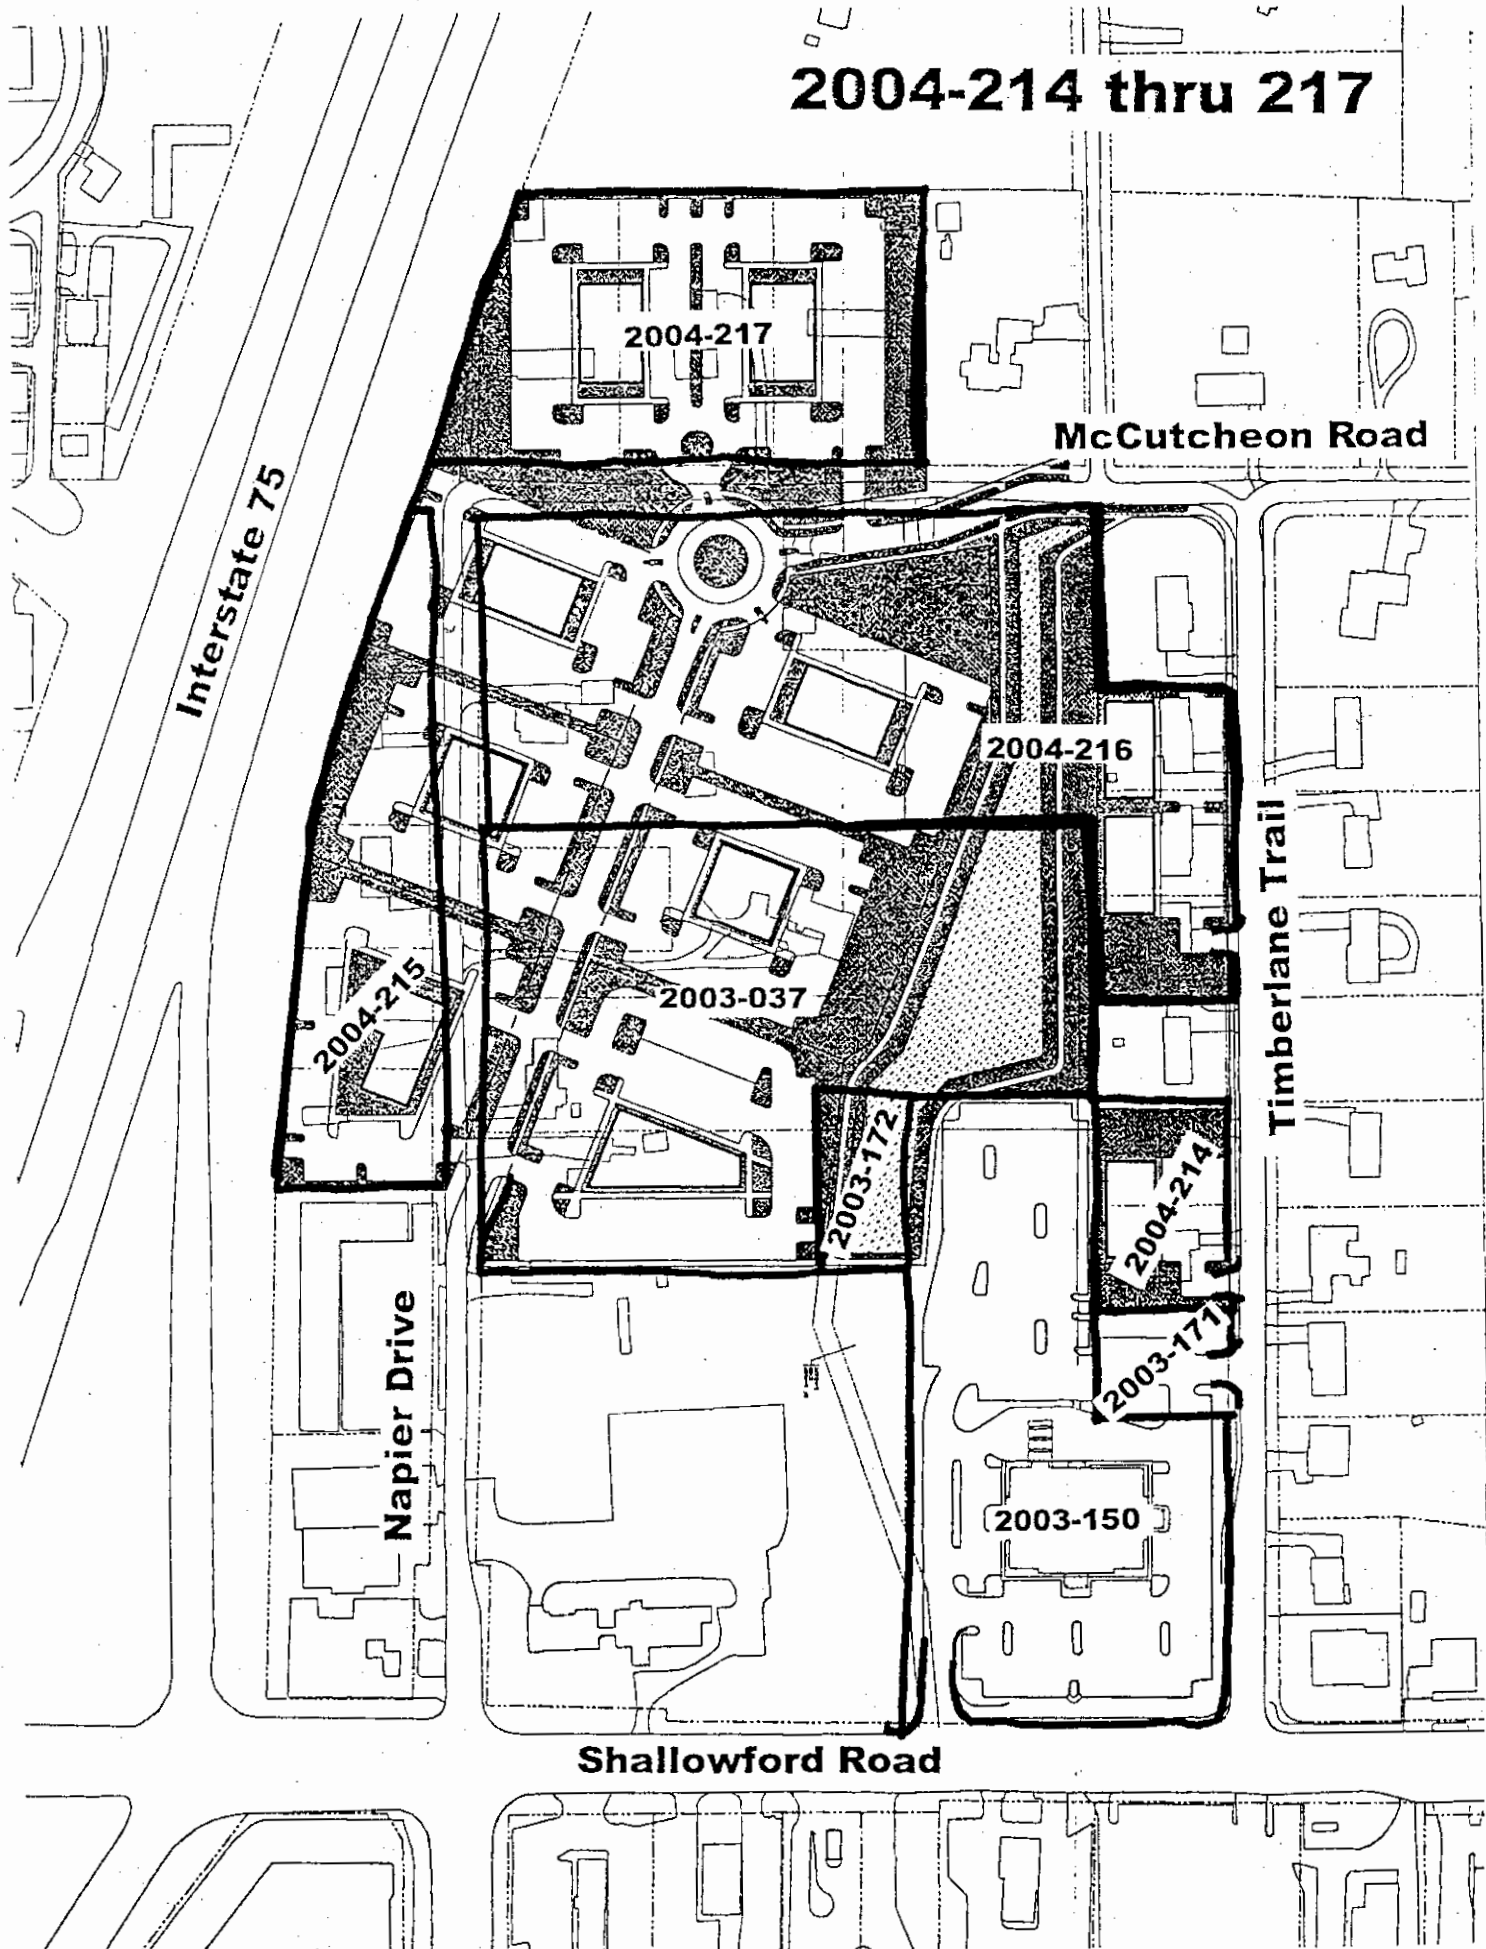 2004-214 thru 217
2004-217
McCutcheon Road
Interstate 75
2004-216
Timberlane Trail
2004-215
2003-037
2003-172
2004-214
2003-171
Napier Drive
2003-150
Shallowford Road